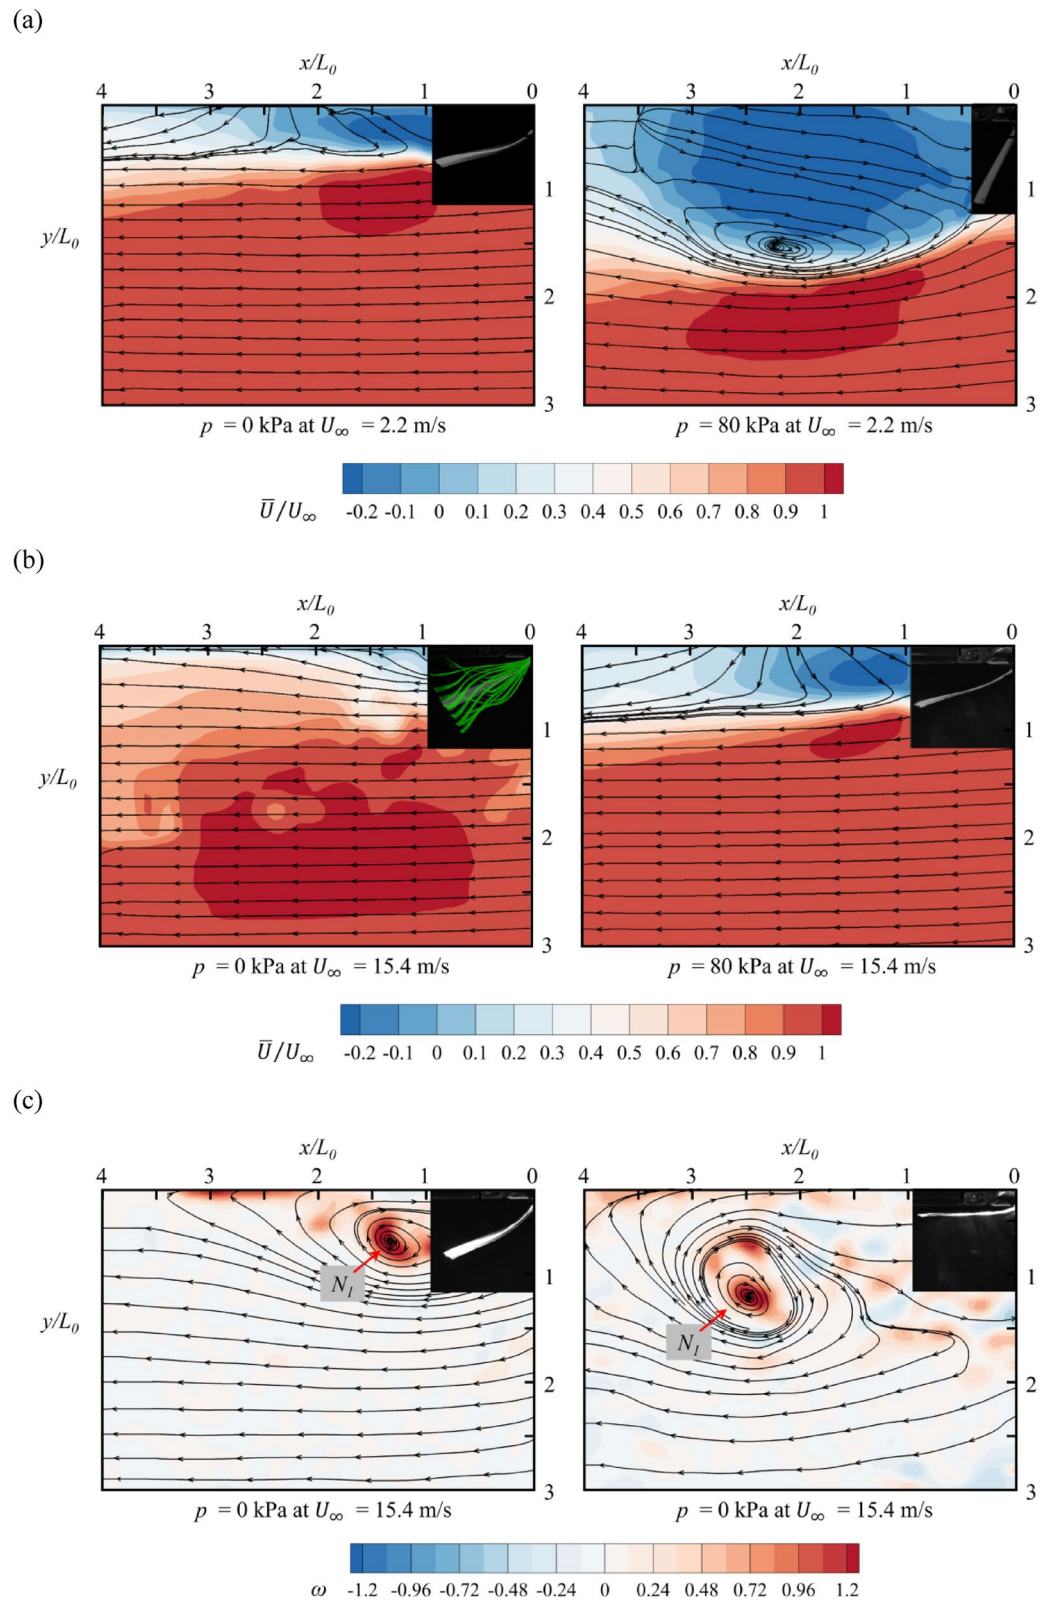 (a)
x/L₀ x/L₀
4 3 2 1 0 4 3 2 1 0
1 1
y/L₀
2 2
3 3
p = 0 kPa at U∞ = 2.2 m/s p = 80 kPa at U∞ = 2.2 m/s
U̅/U∞ -0.2 -0.1 0 0.1 0.2 0.3 0.4 0.5 0.6 0.7 0.8 0.9 1
(b)
x/L₀ x/L₀
4 3 2 1 0 4 3 2 1 0
1 1
y/L₀
2 2
3 3
p = 0 kPa at U∞ = 15.4 m/s p = 80 kPa at U∞ = 15.4 m/s
U̅/U∞ -0.2 -0.1 0 0.1 0.2 0.3 0.4 0.5 0.6 0.7 0.8 0.9 1
(c)
x/L₀ x/L₀
4 3 2 1 0 4 3 2 1 0
1 1
N₁
y/L₀
N₁
2 2
3 3
p = 0 kPa at U∞ = 15.4 m/s p = 0 kPa at U∞ = 15.4 m/s
ω -1.2 -0.96 -0.72 -0.48 -0.24 0 0.24 0.48 0.72 0.96 1.2